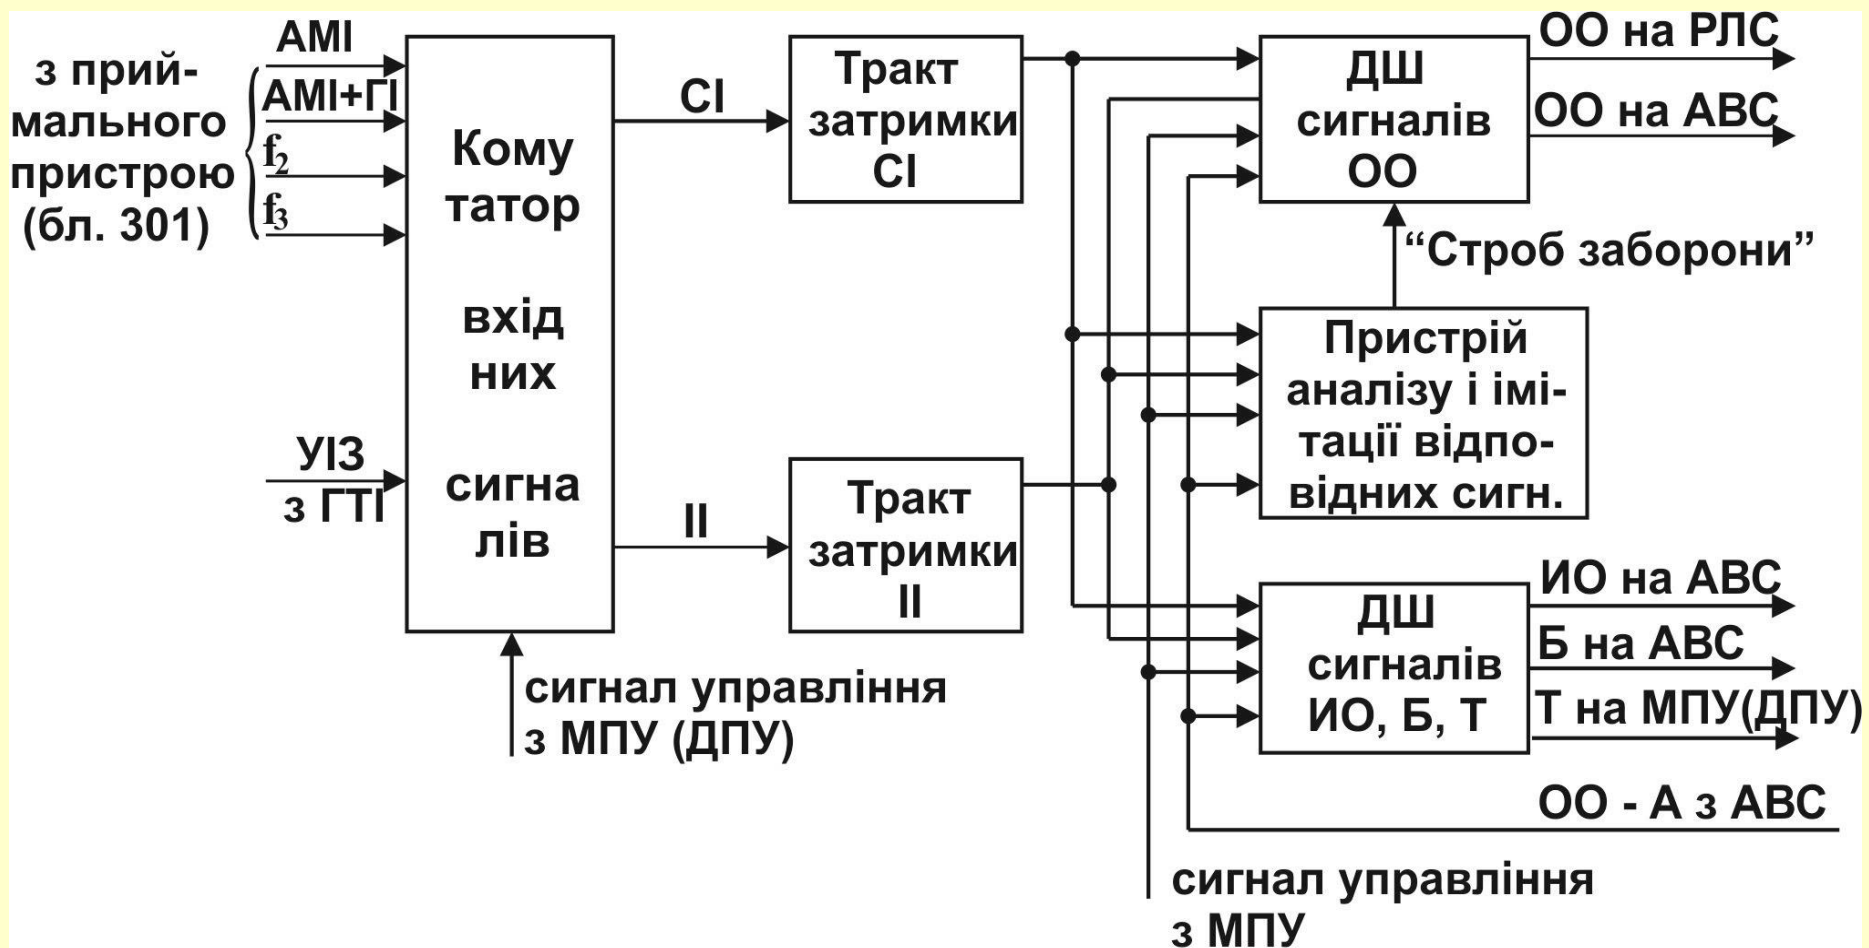 з прий-
мального
пристрою
(бл. 301)
АМІ
АМІ+ГІ
f2
f3
УІЗ
з ГТІ
Кому
татор
вхід
них
сигна
лів
сигнал управління
з МПУ (ДПУ)
СІ
ІІ
Тракт
затримки
СІ
Тракт
затримки
ІІ
ДШ
сигналів
ОО
“Строб заборони”
Пристрій
аналізу і імі-
тації відпо-
відних сигн.
ДШ
сигналів
ИО, Б, Т
ОО на РЛС
ОО на АВС
ИО на АВС
Б на АВС
Т на МПУ(ДПУ)
ОО - А з АВС
сигнал управління
з МПУ